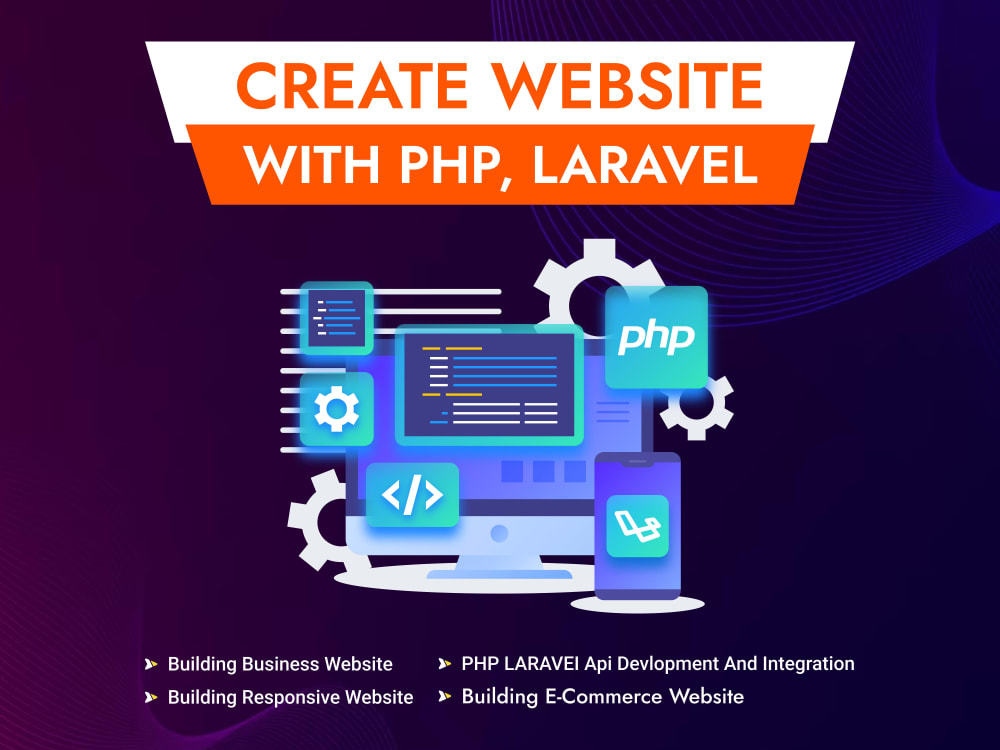 CREATE WEBSITE
WITH PHP, LARAVEL
php
</>
Building Business Website
PHP LARAVEl Api Devlopment And Integration
Building Responsive Website
Building E-Commerce Website